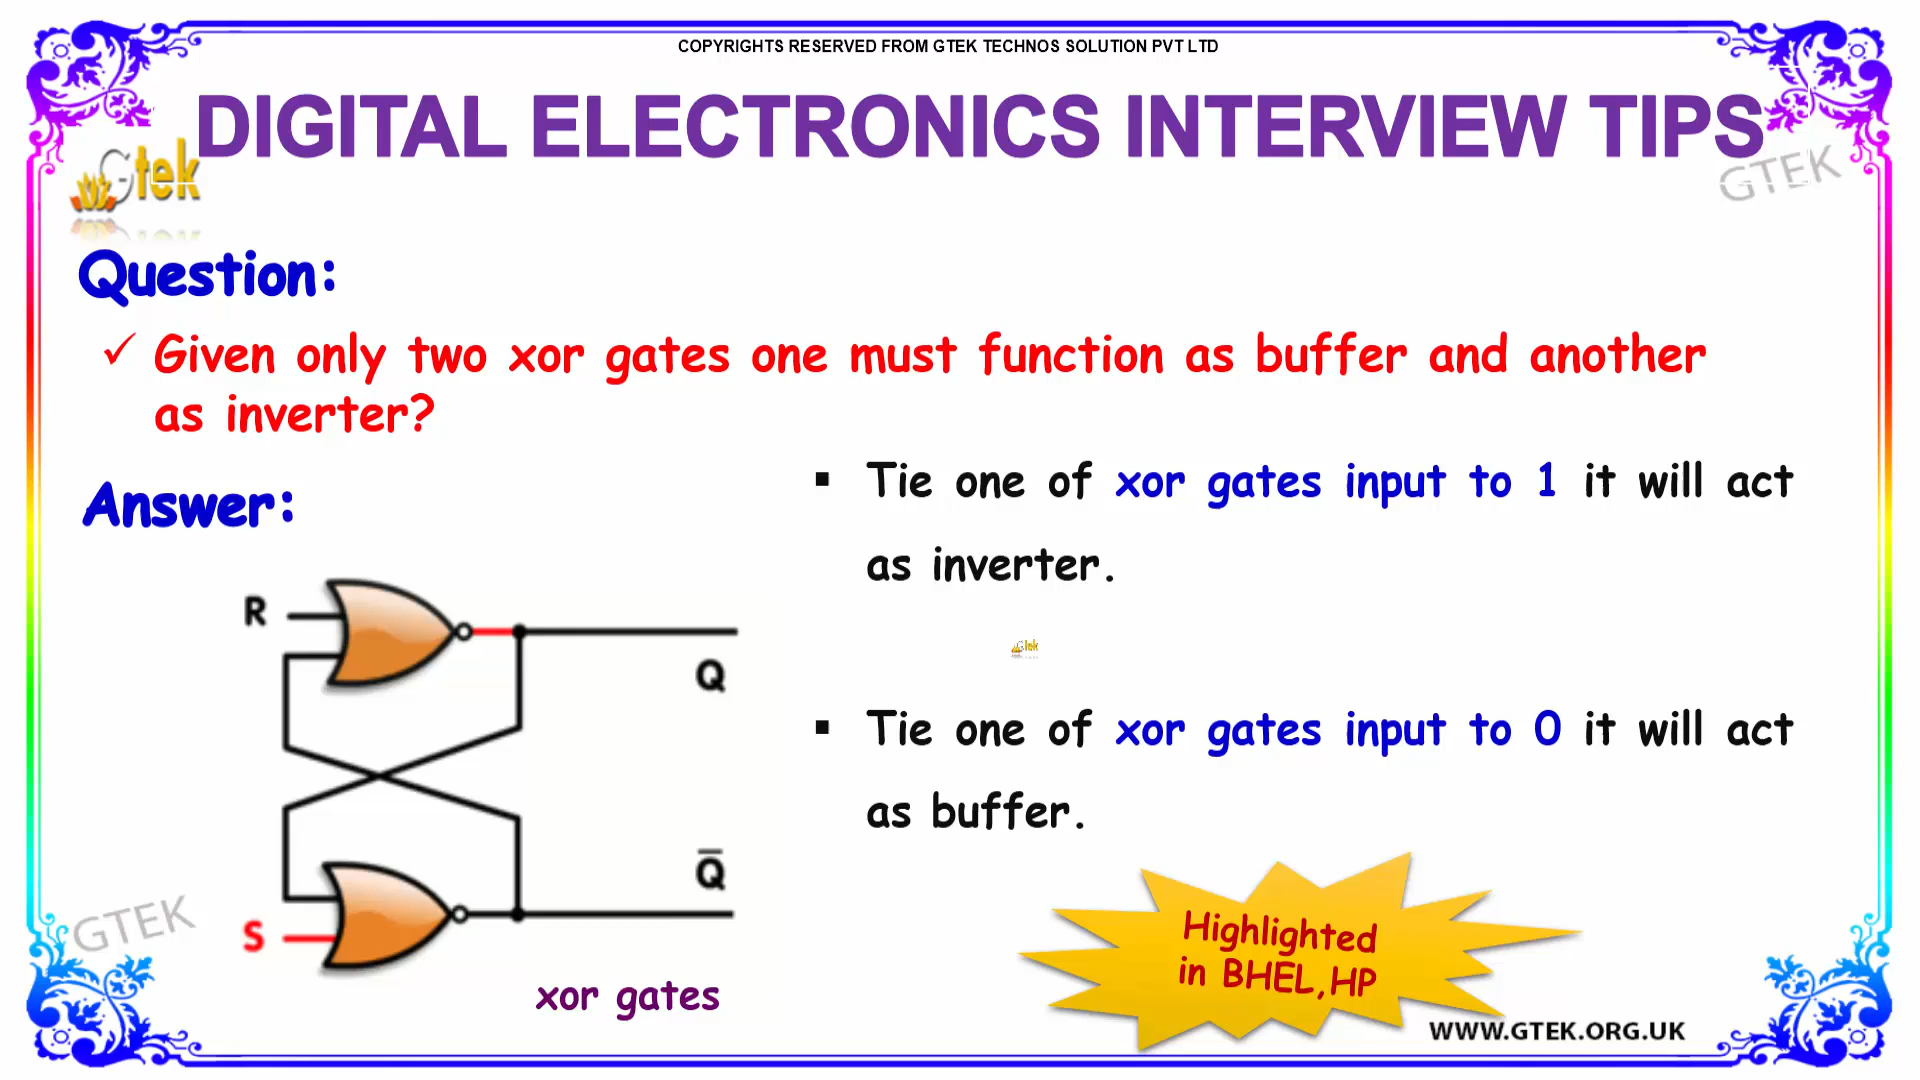 COPYRIGHTS RESERVED FROM GTEK TECHNOS SOLUTION PVT LTD
DIGITAL ELECTRONICS INTERVIEW TIPS
Gtek
GTEK
Question:
✓ Given only two xor gates one must function as buffer and another
as inverter?
Answer:
▪ Tie one of xor gates input to 1 it will act
as inverter.
Gtek
▪ Tie one of xor gates input to 0 it will act
as buffer.
R
Q
Q̅
S
xor gates
GTEK
Highlighted
in BHEL,HP
WWW.GTEK.ORG.UK